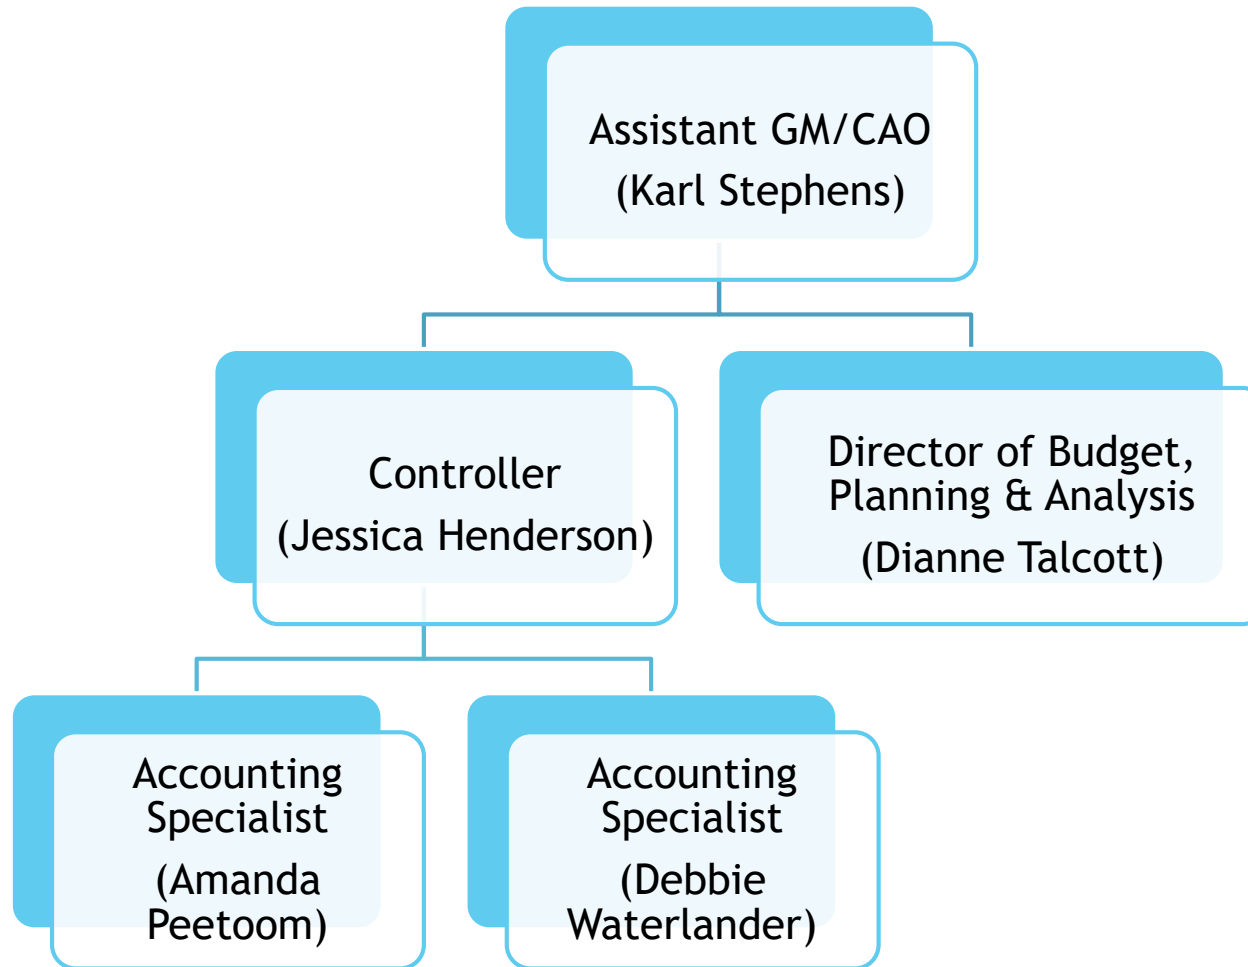 Assistant GM/CAO
(Karl Stephens)
Controller
(Jessica Henderson)
Director of Budget,
Planning & Analysis
(Dianne Talcott)
Accounting
Specialist
(Amanda
Peetoom)
Accounting
Specialist
(Debbie
Waterlander)